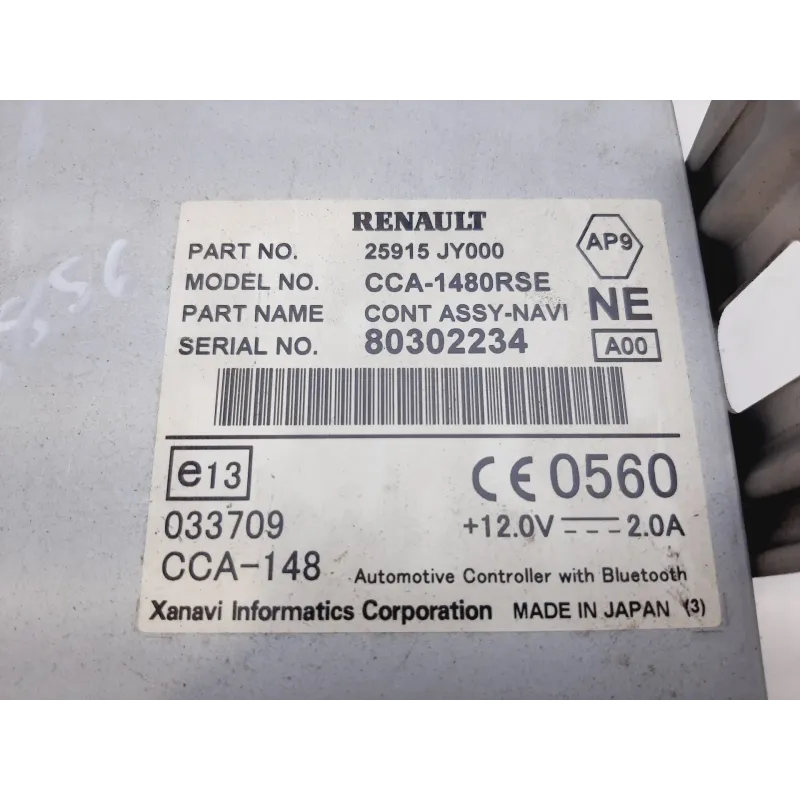 RENAULT
PART NO. 25915 JY000
AP9
MODEL NO. CCA-1480RSE
PART NAME CONT ASSY-NAVI
NE
SERIAL NO. 80302234
A00
e13
CE 0560
033709
+12.0V 2.0A
CCA-148 Automotive Controller with Bluetooth
Xanavi Informatics Corporation MADE IN JAPAN (3)